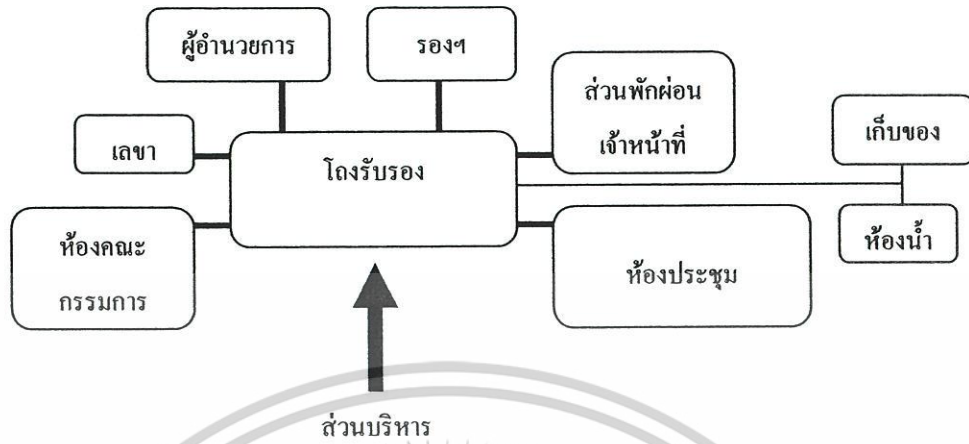 ผู้อำนวยการ
รองฯ
ส่วนพักผ่อน
เจ้าหน้าที่
เก็บของ
เลขา
โถงรับรอง
ห้องน้ำ
ห้องคณะ
กรรมการ
ห้องประชุม
ส่วนบริหาร